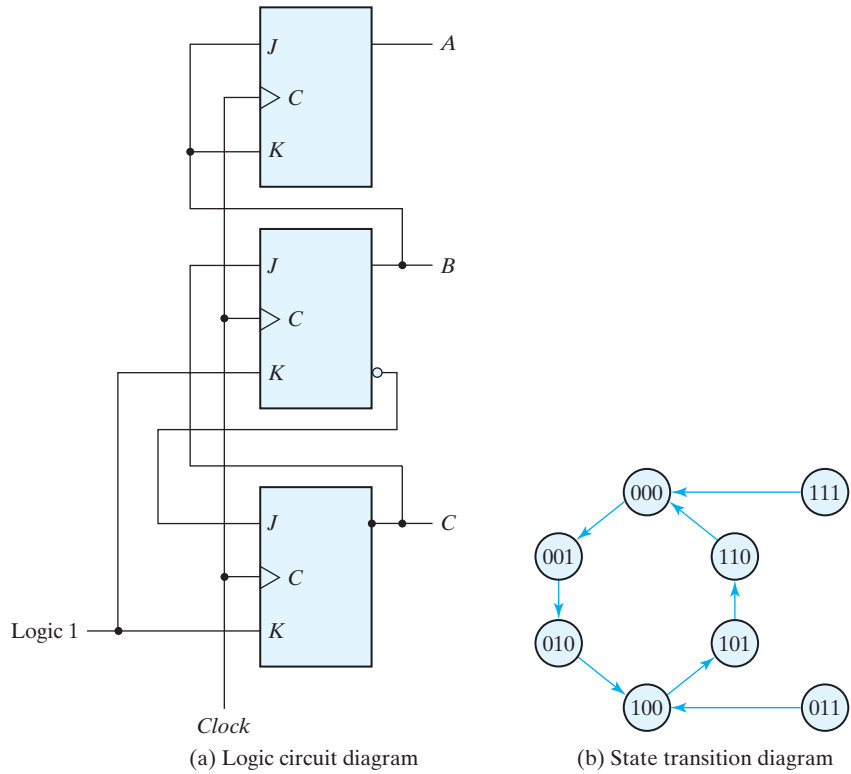 J
A
C
K
J
B
C
K
J
C
C
K
Logic 1
Clock
(a) Logic circuit diagram
000
111
001
110
010
101
100
011
(b) State transition diagram